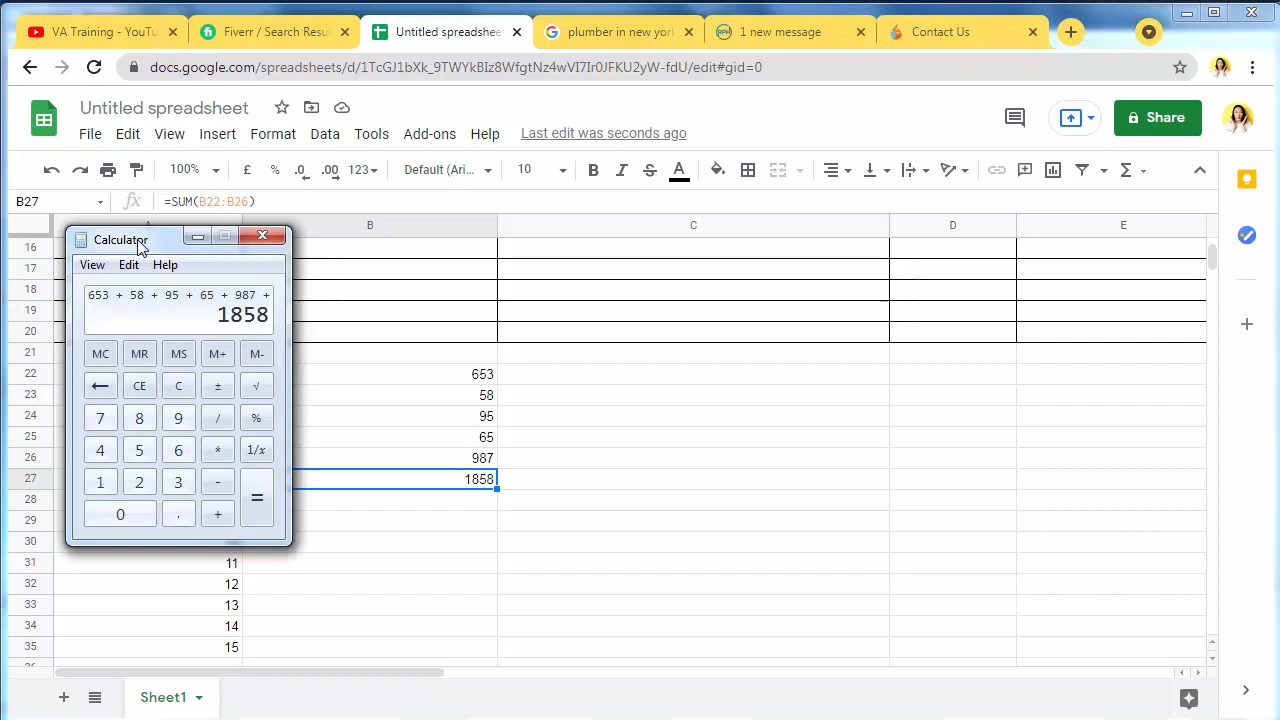 VA Training - YouTu
Fiverr / Search Resu
Untitled spreadshee
plumber in new york
1 new message
Contact Us
docs.google.com/spreadsheets/d/1TcGJ1bXk_9TWYkBIz8WfotNz4wVI7Ir0JFKU2yW-fdU/edit#gid=0
Untitled spreadsheet
File Edit View Insert Format Data Tools Add-ons Help Last edit was seconds ago
Share
100% £ % .0 .00 123 Default (Ari... 10 B I S A Σ
B27 fx =SUM(B22:B26)
B C D E
16
17
18
19
20
21
22 653
23 58
24 95
25 65
26 987
27 1858
28
29
30
31 11
32 12
33 13
34 14
35 15
Calculator
View Edit Help
653 + 58 + 95 + 65 + 987 +
1858
MC MR MS M+ M-
← CE C ± √
7 8 9 / %
4 5 6 * 1/x
1 2 3 - =
0 . +
Sheet1